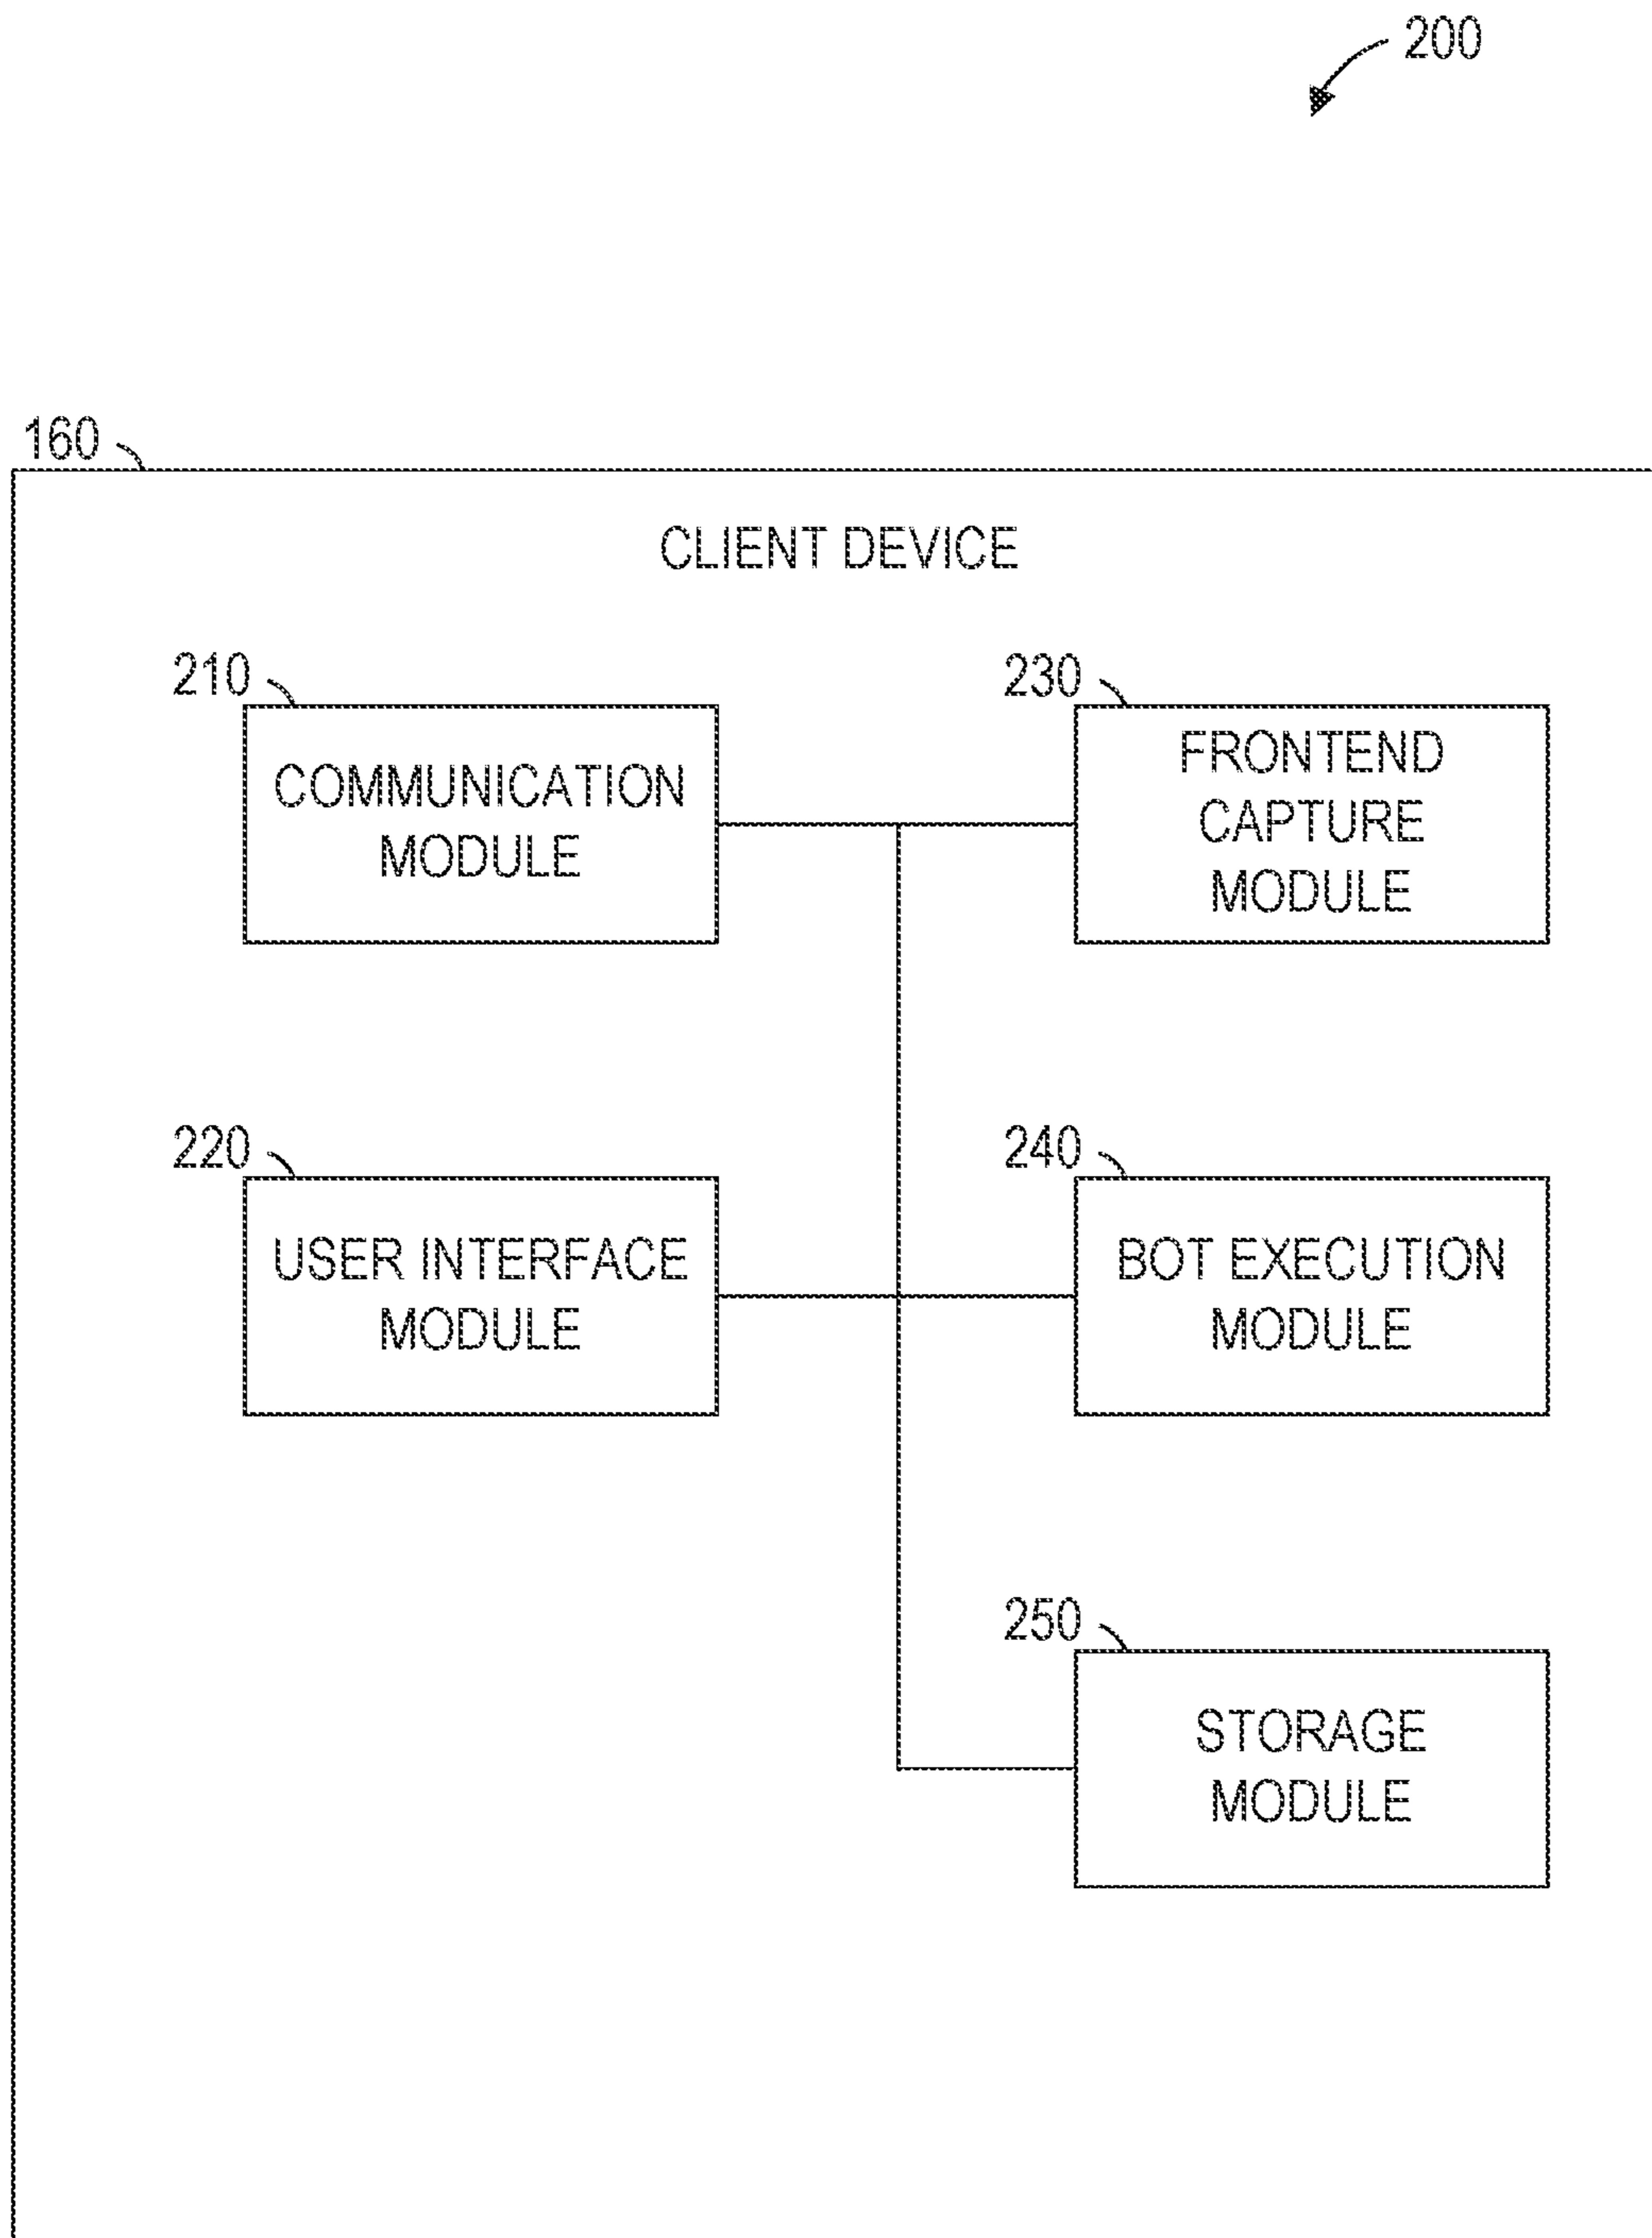 200
160
CLIENT DEVICE
210
COMMUNICATION
MODULE
230
FRONTEND
CAPTURE
MODULE
220
USER INTERFACE
MODULE
240
BOT EXECUTION
MODULE
250
STORAGE
MODULE